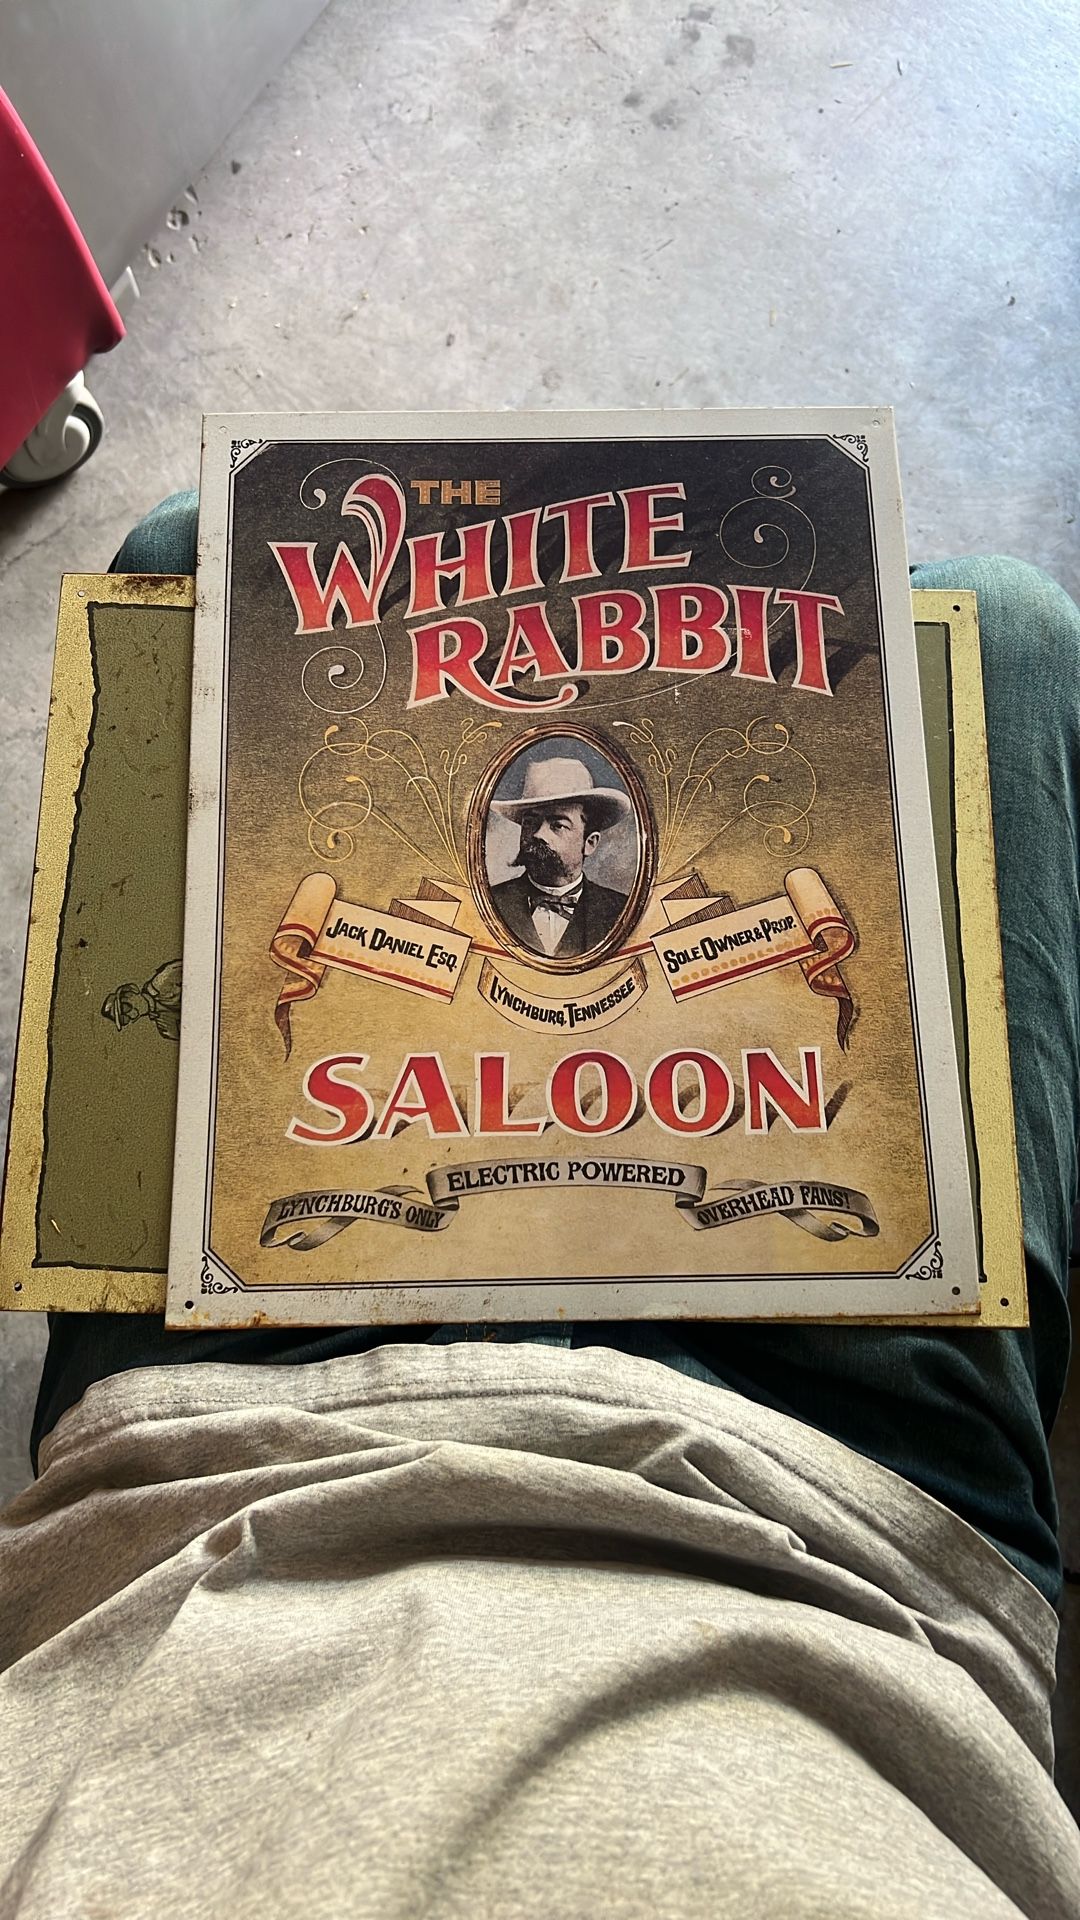 THE
WHITE
RABBIT
JACK DANIEL ESQ.
SOLE OWNER & PROP.
LYNCHBURG, TENNESSEE
SALOON
LYNCHBURG'S ONLY
ELECTRIC POWERED
OVERHEAD FANS!